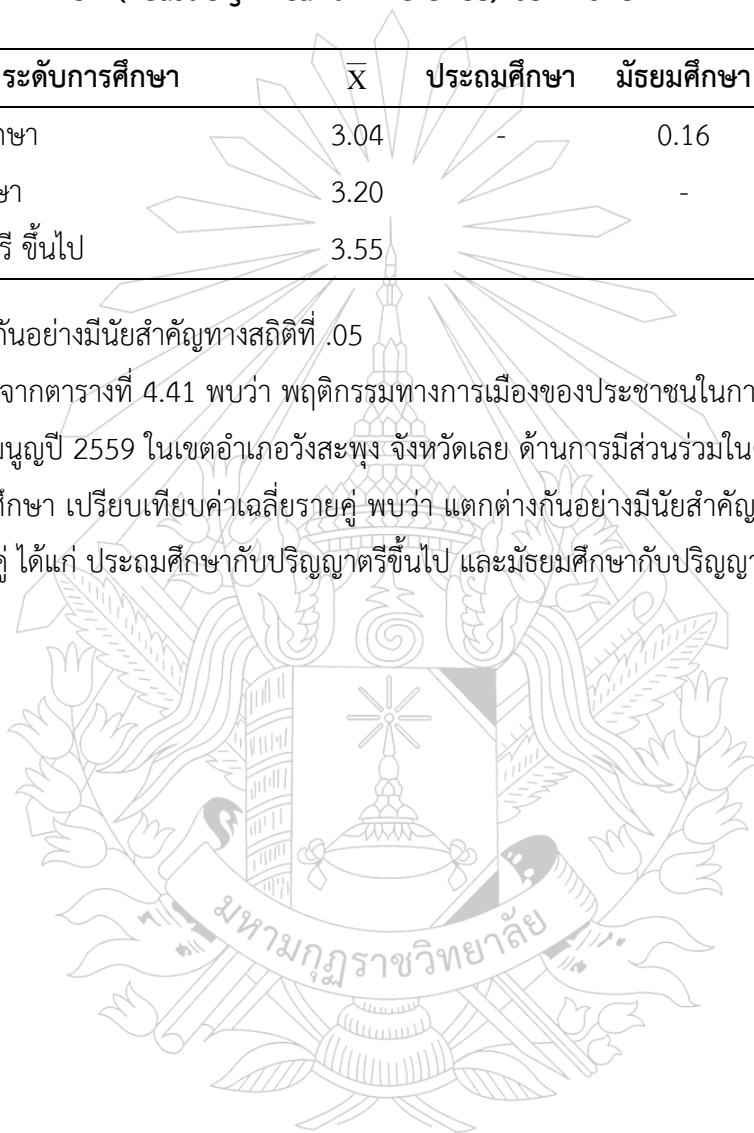 ระดับการศึกษา X̅ ประถมศึกษา มัธยมศึกษา
3.04 - 0.16
3.20 -
ขึ้นไป 3.55
กันอย่างมีนัยสำคัญทางสถิติที่ .05
จากตารางที่ 4.41 พบว่า พฤติกรรมทางการเมืองของประชาชนในกา
มนูญปี 2559 ในเขตอำเภอวังสะพุง จังหวัดเลย ด้านการมีส่วนร่วมใน
ศึกษา เปรียบเทียบค่าเฉลี่ยรายคู่ พบว่า แตกต่างกันอย่างมีนัยสำคัญ
คู่ ได้แก่ ประถมศึกษากับปริญญาตรีขึ้นไป และมัธยมศึกษากับปริญญา
มหามกุฏราชวิทยาลัย